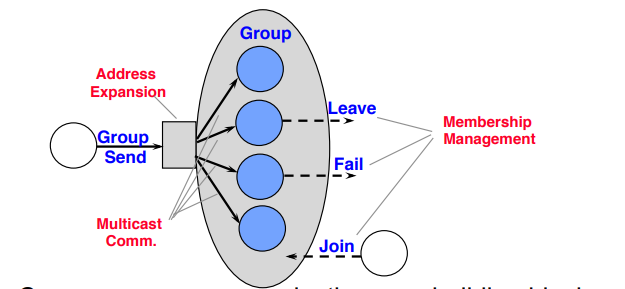 Group
Address
Expansion
Leave
Membership
Management
Group
Send
Fail
Multicast
Comm.
Join